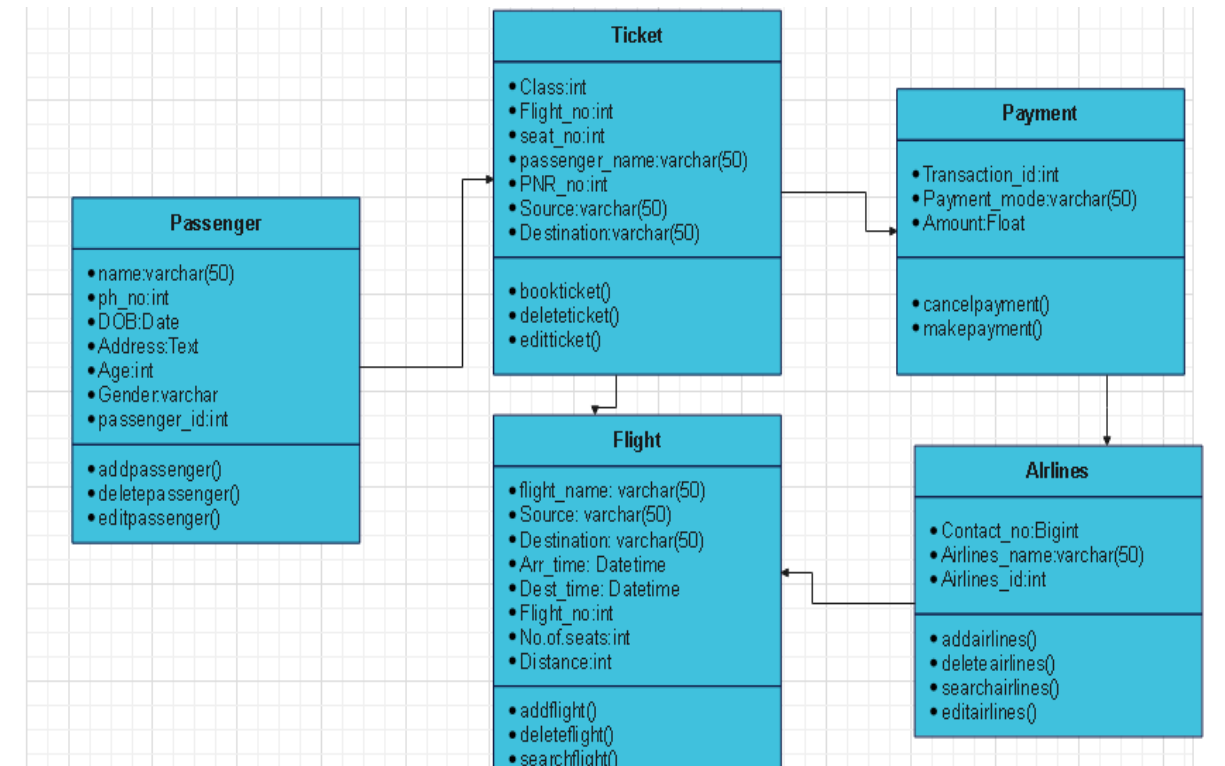 Ticket
• Class:int
• Flight_no:int
• seat_no:int
• passenger_name:varchar(50)
• PNR_no:int
• Source:varchar(50)
• Destination:varchar(50)
• bookticket()
• deleteticket()
• editticket()
Payment
• Transaction_id:int
• Payment_mode:varchar(50)
• Amount:Float
• cancelpayment()
• makepayment()
Passenger
• name:varchar(50)
• ph_no:int
• DOB:Date
• Address:Text
• Age:int
• Gender:varchar
• passenger_id:int
• addpassenger()
• deletepassenger()
• editpassenger()
Flight
• flight_name: varchar(50)
• Source: varchar(50)
• Destination: varchar(50)
• Arr_time: Datetime
• Dest_time: Datetime
• Flight_no:int
• No.of.seats:int
• Distance:int
• addflight()
• deleteflight()
• searchflight()
AIrlines
• Contact_no:Bigint
• Airlines_name:varchar(50)
• Airlines_id:int
• addairlines()
• deleteairlines()
• searchairlines()
• editairlines()